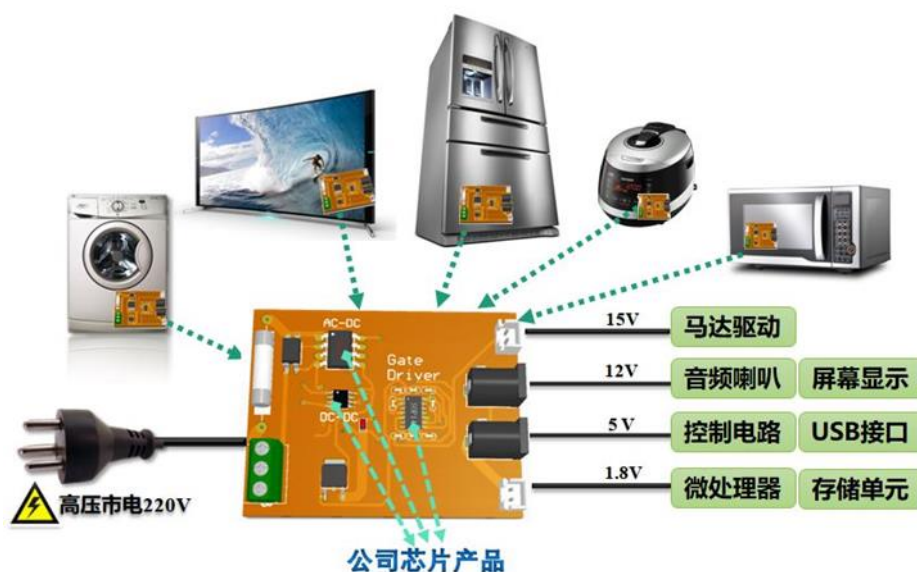 AC-DC
Gate
Driver
DC-DC
15V
马达驱动
12V
音频喇叭
屏幕显示
5 V
控制电路
USB接口
1.8V
微处理器
存储单元
高压市电220V
公司芯片产品